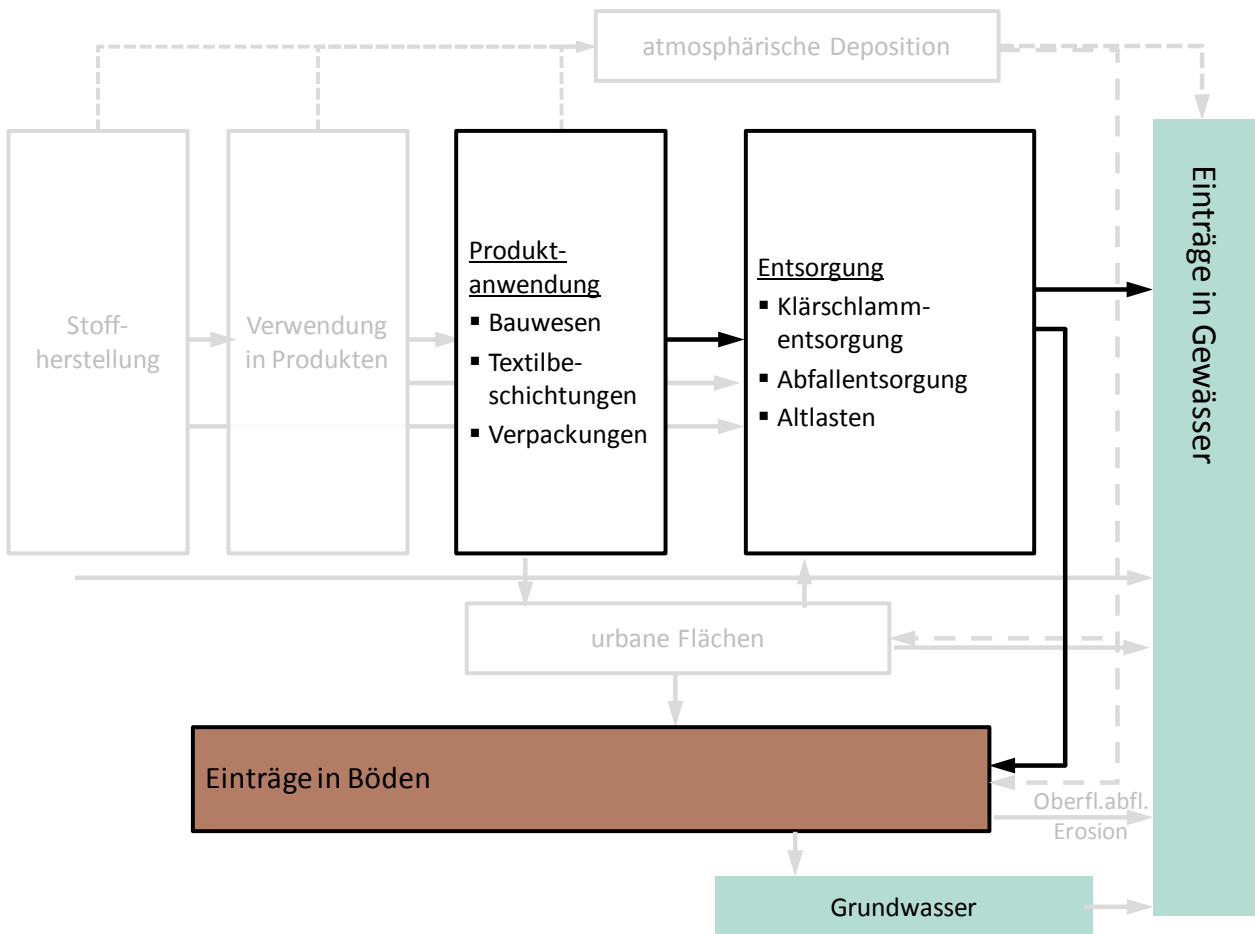 atmosphärische Deposition
Stoff-
herstellung
Verwendung
in Produkten
Produkt-
anwendung
▪ Bauwesen
▪ Textilbe-
schichtungen
▪ Verpackungen
Entsorgung
▪ Klärschlamm-
entsorgung
▪ Abfallentsorgung
▪ Altlasten
Einträge in Gewässer
urbane Flächen
Einträge in Böden
Oberfl.abfl.
Erosion
Grundwasser